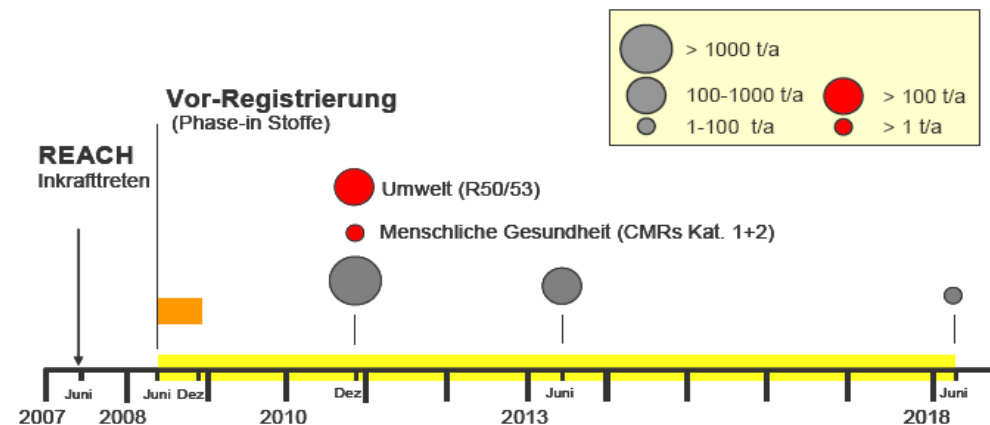 > 1000 t/a
100-1000 t/a
> 100 t/a
1-100 t/a
> 1 t/a
Vor-Registrierung
(Phase-in Stoffe)
REACH
Inkrafttreten
Umwelt (R50/53)
Menschliche Gesundheit (CMRs Kat. 1+2)
Juni
Juni
Dez
Dez
Juni
Juni
2007
2008
2010
2013
2018